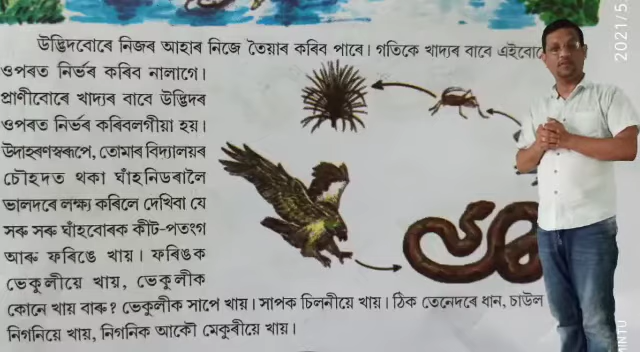 উদ্ভিদবোৰে নিজৰ আহাৰ নিজে তৈয়াৰ কৰিব পাৰে। গতিকে খাদ্যৰ বাবে এইবোৰ
ওপৰত নিৰ্ভৰ কৰিব নালাগে।
প্ৰাণীবোৰে খাদ্যৰ বাবে উদ্ভিদৰ
ওপৰত নিৰ্ভৰ কৰিবলগীয়া হয়।
উদাহৰণস্বৰূপে, তোমাৰ বিদ্যালয়ৰ
চৌহদত থকা ঘাঁহনিডৰালৈ
ভালদৰে লক্ষ্য কৰিলে দেখিবা যে
সৰু সৰু ঘাঁহবোৰক কীট-পতংগ
আৰু ফৰিঙে খায়। ফৰিঙক
ভেকুলীয়ে খায়, ভেকুলীক
কোনে খায় বাৰু? ভেকুলীক সাপে খায়। সাপক চিলনীয়ে খায়। ঠিক তেনেদৰে ধান, চাউল
নিগনিয়ে খায়, নিগনিক আকৌ মেকুৰীয়ে খায়।
2021/5